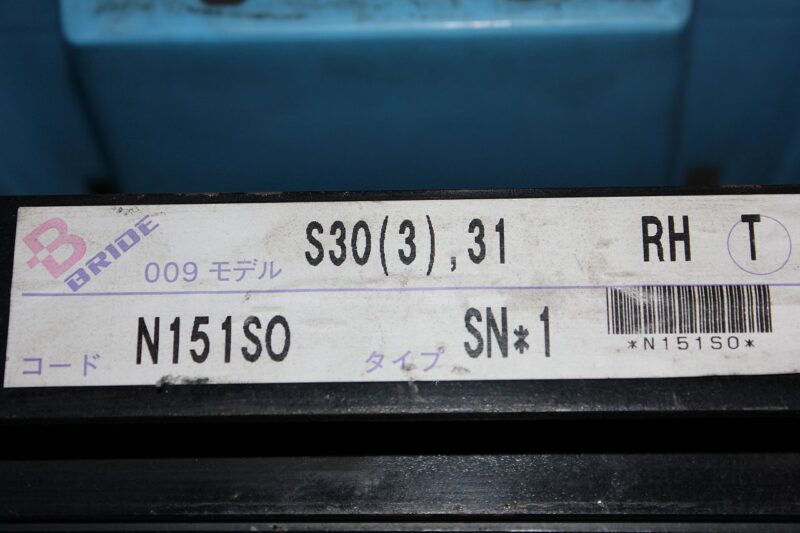 B BRIDE 009 モデル S30(3),31 RH T
コード N151SO タイプ SN*1
*N151SO*